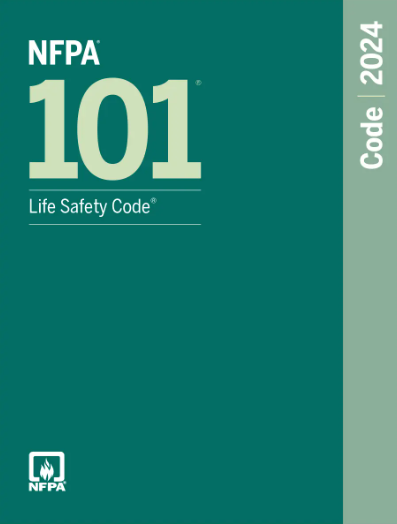 NFPA®
101®
Life Safety Code®
Code | 2024
NFPA®